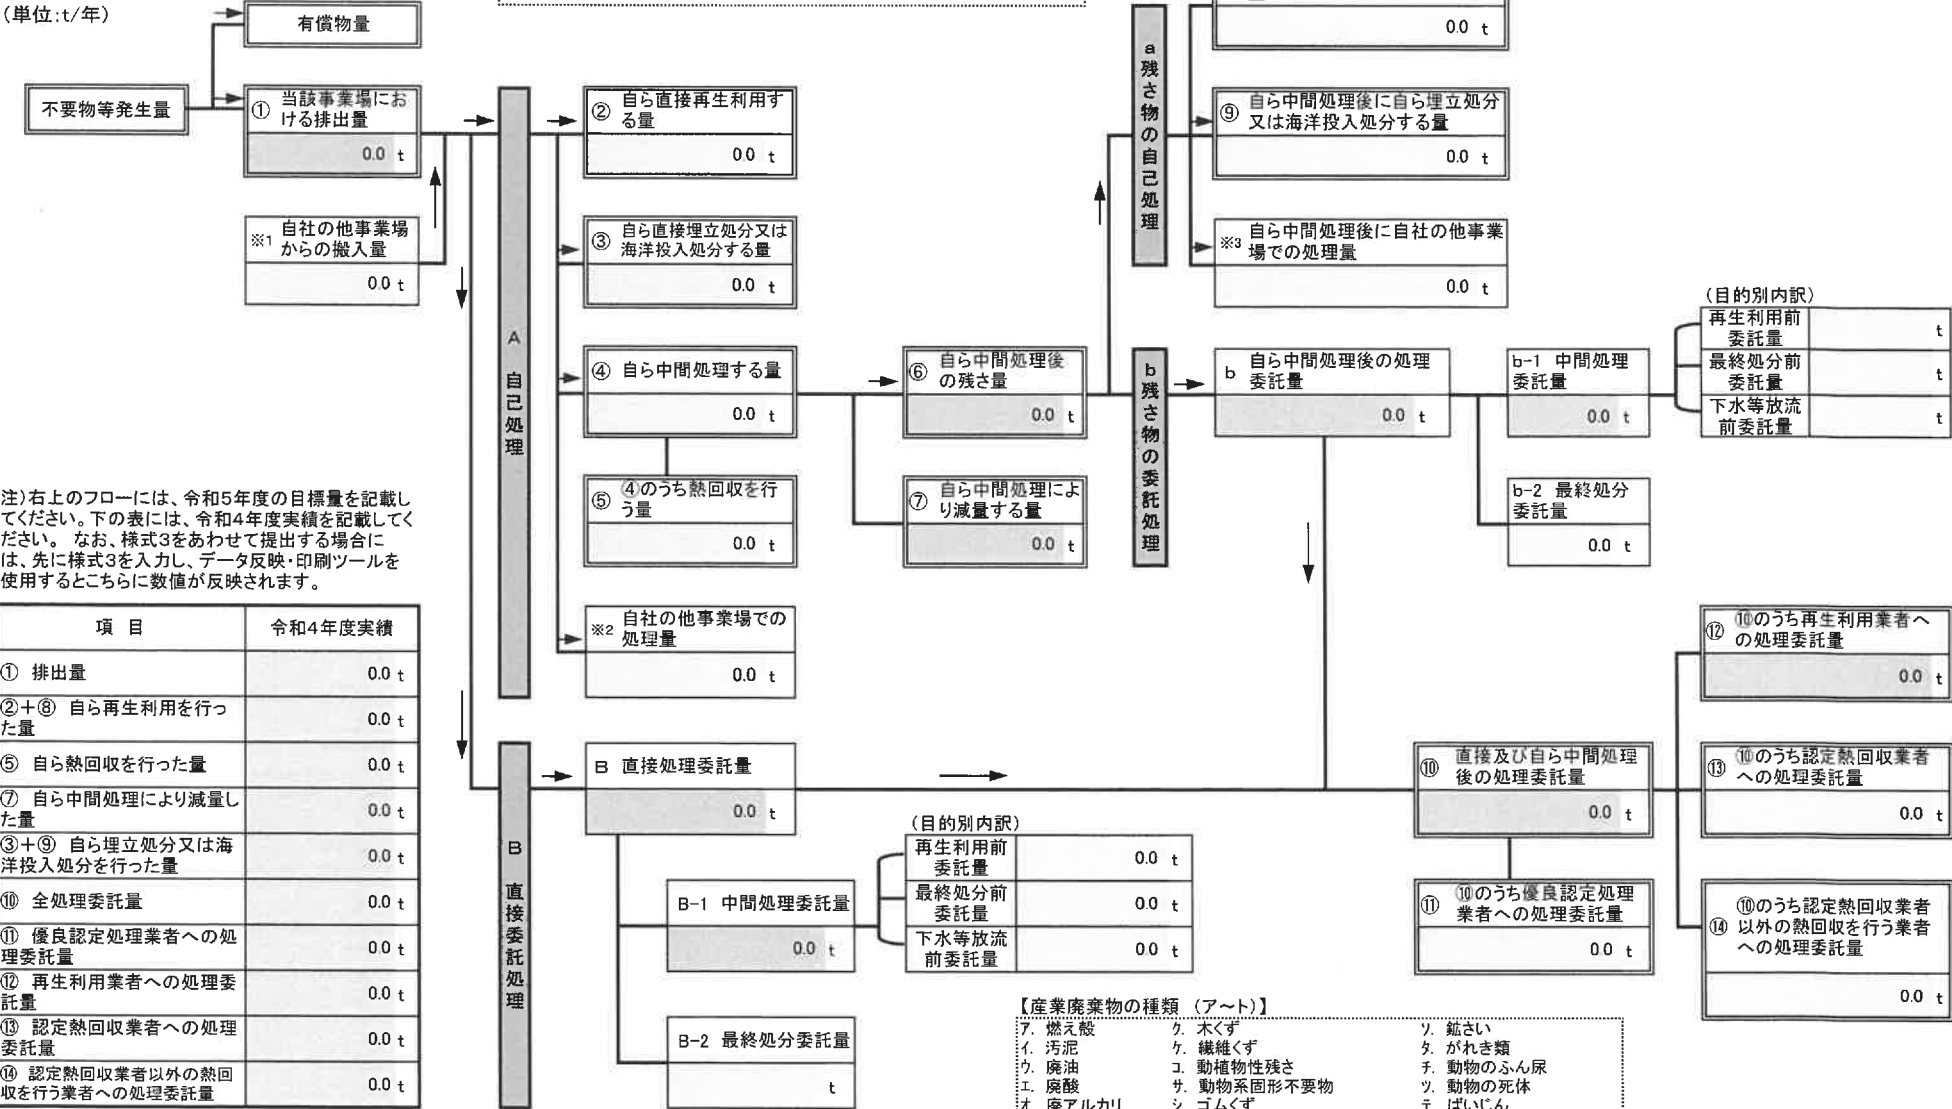 (単位:t/年)
有償物量
不要物等発生量
① 当該事業場にお
ける排出量
0.0 t
※1 自社の他事業場
からの搬入量
0.0 t
A 自己処理
② 自ら直接再生利用す
る量
0.0 t
③ 自ら直接埋立処分又は
海洋投入処分する量
0.0 t
④ 自ら中間処理する量
0.0 t
⑤ ④のうち熱回収を行
う量
0.0 t
※2 自社の他事業場での
処理量
0.0 t
⑥ 自ら中間処理後
の残さ量
0.0 t
⑦ 自ら中間処理によ
り減量する量
0.0 t
a 残さ物の自己処理
0.0 t
⑨ 自ら中間処理後に自ら埋立処分
又は海洋投入処分する量
0.0 t
※3 自ら中間処理後に自社の他事業
場での処理量
0.0 t
b 残さ物の委託処理
b 自ら中間処理後の処理
委託量
0.0 t
b-1 中間処理
委託量
0.0 t
(目的別内訳)
再生利用前
委託量
t
最終処分前
委託量
t
下水等放流
前委託量
t
b-2 最終処分
委託量
0.0 t
注)右上のフローには、令和5年度の目標量を記載し
てください。下の表には、令和4年度実績を記載してく
ださい。 なお、様式3をあわせて提出する場合に
は、先に様式3を入力し、データ反映・印刷ツールを
使用するとこちらに数値が反映されます。
項 目 令和4年度実績
① 排出量 0.0 t
②+⑧ 自ら再生利用を行っ
た量 0.0 t
⑤ 自ら熱回収を行った量 0.0 t
⑦ 自ら中間処理により減量し
た量 0.0 t
③+⑨ 自ら埋立処分又は海
洋投入処分を行った量 0.0 t
⑩ 全処理委託量 0.0 t
⑪ 優良認定処理業者への処
理委託量 0.0 t
⑫ 再生利用業者への処理委
託量 0.0 t
⑬ 認定熱回収業者への処理
委託量 0.0 t
⑭ 認定熱回収業者以外の熱回
収を行う業者への処理委託量 0.0 t
B 直接委託処理
B 直接処理委託量
0.0 t
B-1 中間処理委託量
0.0 t
(目的別内訳)
再生利用前
委託量
0.0 t
最終処分前
委託量
0.0 t
下水等放流
前委託量
0.0 t
B-2 最終処分委託量
t
⑩ 直接及び自ら中間処理
後の処理委託量
0.0 t
⑪ ⑩のうち優良認定処理
業者への処理委託量
0.0 t
⑫ ⑩のうち再生利用業者へ
の処理委託量
0.0 t
⑬ ⑩のうち認定熱回収業者
への処理委託量
0.0 t
⑭ ⑩のうち認定熱回収業者
以外の熱回収を行う業者
への処理委託量
0.0 t
【産業廃棄物の種類 (ア~ト)】
ア. 燃え殻 ク. 木くず ソ. 鉱さい
イ. 汚泥 ケ. 繊維くず タ. がれき類
ウ. 廃油 コ. 動植物性残さ チ. 動物のふん尿
エ. 廃酸 サ. 動物系固形不要物 ツ. 動物の死体
オ. 廃アルカリ シ. ゴムくず テ. ばいじん